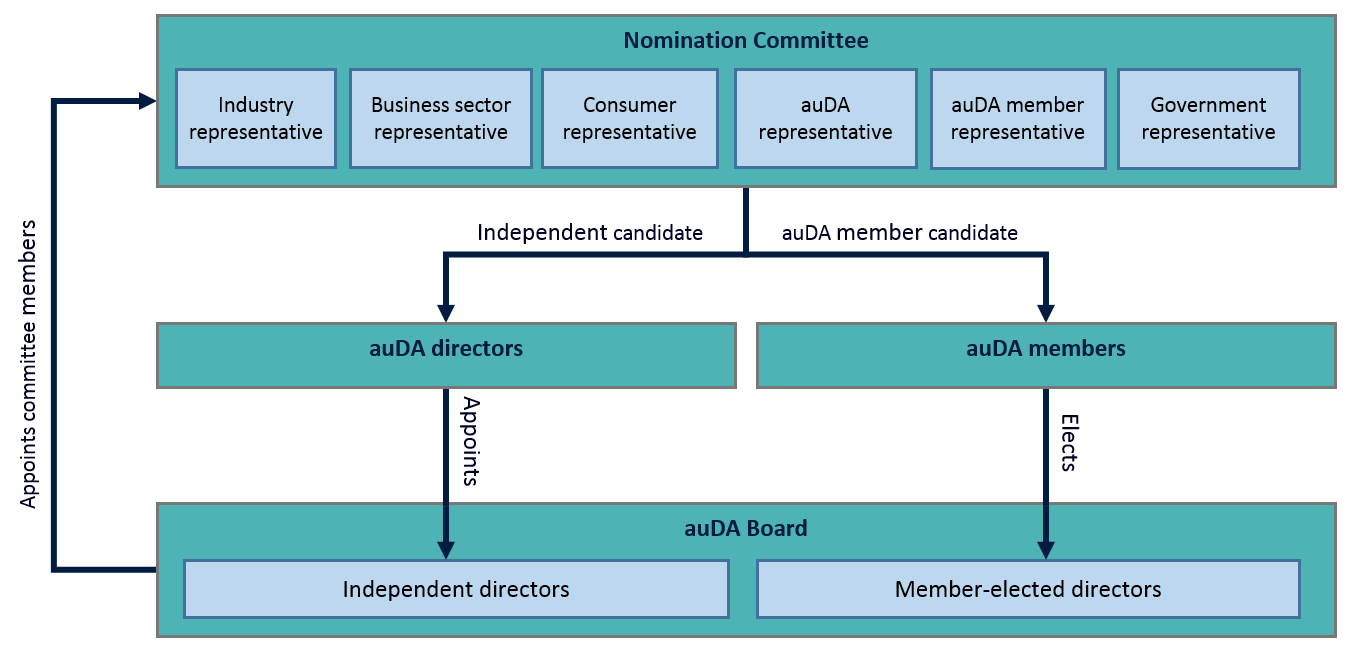 Nomination Committee
Industry
representative
Business sector
representative
Consumer
representative
auDA
representative
auDA member
representative
Government
representative
Appoints committee members
Independent candidate
auDA member candidate
auDA directors
auDA members
Appoints
Elects
auDA Board
Independent directors
Member-elected directors